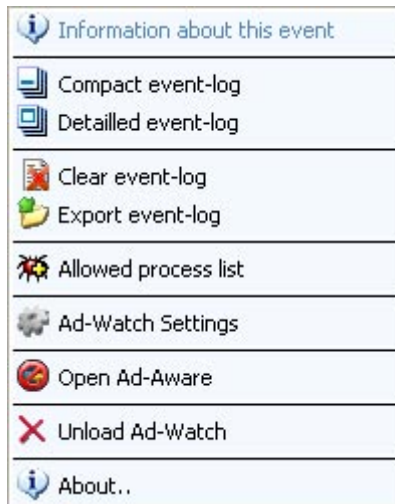 Information about this event
Compact event-log
Detailled event-log
Clear event-log
Export event-log
Allowed process list
Ad-Watch Settings
Open Ad-Aware
Unload Ad-Watch
About..